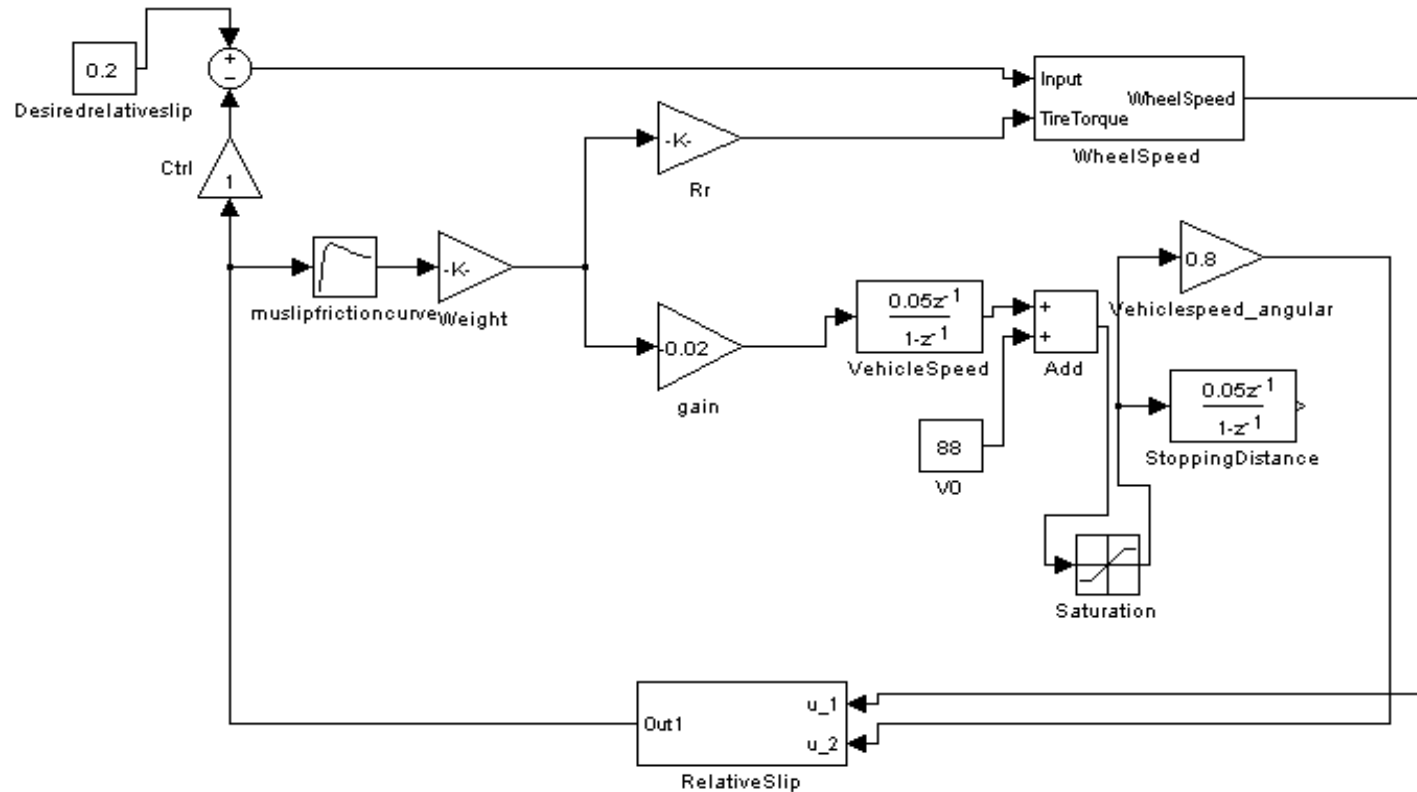 0.2
Desiredrelativeslip
+
−
Ctrl
1
Input
TireTorque
WheelSpeed
WheelSpeed
-K-
Rr
muslipfrictioncurve
-K-
Weight
-0.02
gain
0.05z-1
1-z-1
VehicleSpeed
+
+
Add
88
V0
0.8
Vehiclespeed_angular
0.05z-1
1-z-1
StoppingDistance
Saturation
Out1
u_1
u_2
RelativeSlip